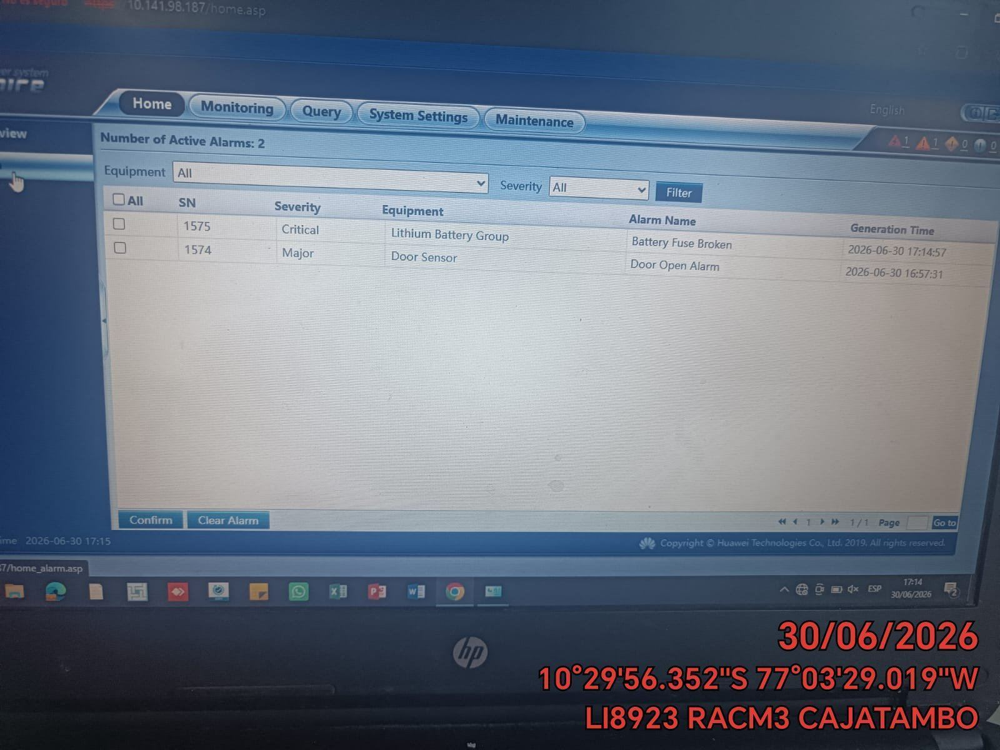 10.141.98.187/home.asp
er system
Home Monitoring Query System Settings Maintenance
English
view
Number of Active Alarms: 2
1 1 0 0
Equipment All Severity All Filter
All SN Severity Equipment Alarm Name Generation Time
1575 Critical Lithium Battery Group Battery Fuse Broken 2026-06-30 17:14:57
1574 Major Door Sensor Door Open Alarm 2026-06-30 16:57:31
Confirm Clear Alarm
1 1 / 1 Page Go to
ime 2026-06-30 17:15
Copyright © Huawei Technologies Co., Ltd. 2019. All rights reserved.
87/home_alarm.asp
ESP
17:14
30/06/2026
2
hp
30/06/2026
10°29'56.352"S 77°03'29.019"W
LI8923 RACM3 CAJATAMBO